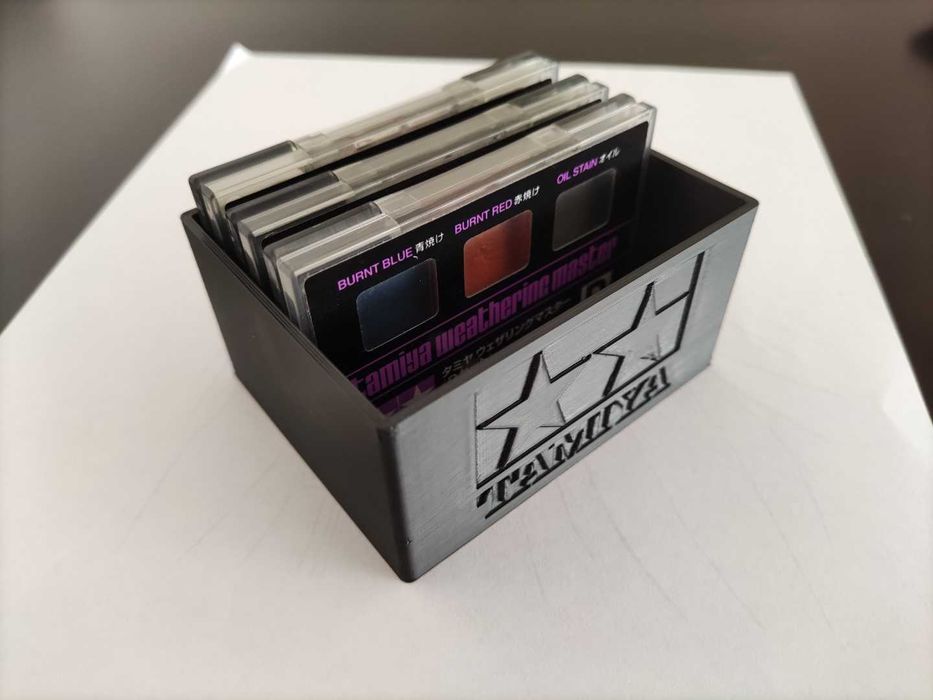 BURNT BLUE 青焼け
BURNT RED 赤焼け
OIL STAIN オイル
tamiya weathering master
タミヤ ウェザリングマスター
TAMIYA